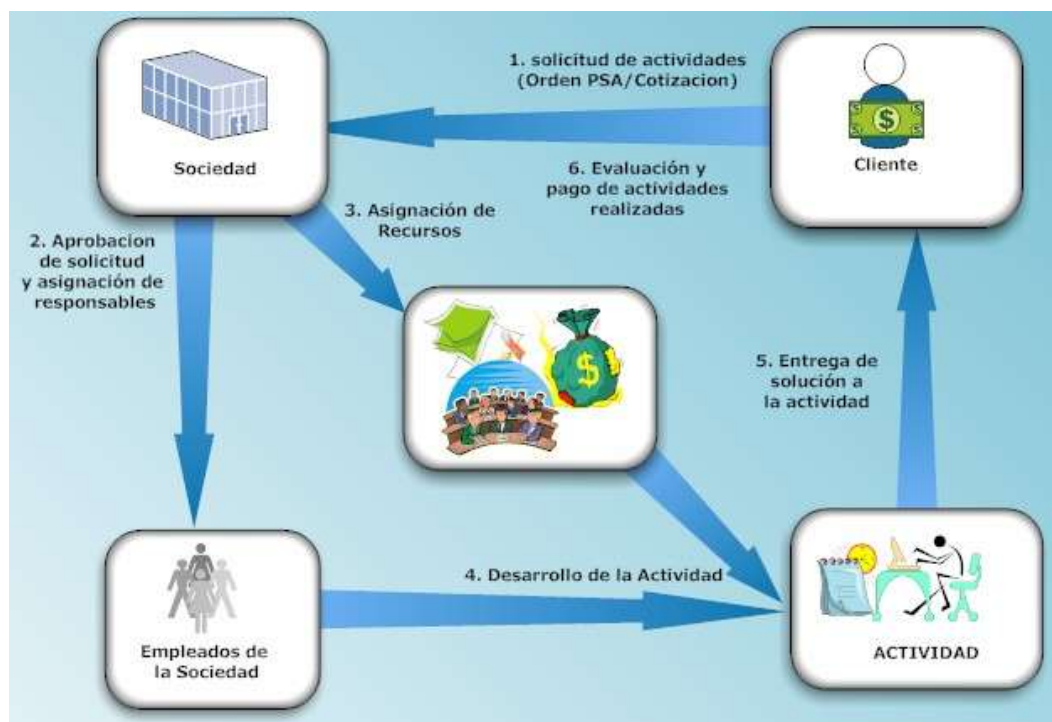 1. solicitud de actividades
(Orden PSA/Cotizacion)
Sociedad
Cliente
6. Evaluación y
pago de actividades
realizadas
3. Asignación de
Recursos
2. Aprobacion
de solicitud
y asignación de
responsables
$
$
5. Entrega de
solución a
la actividad
4. Desarrollo de la Actividad
Empleados de
la Sociedad
ACTIVIDAD